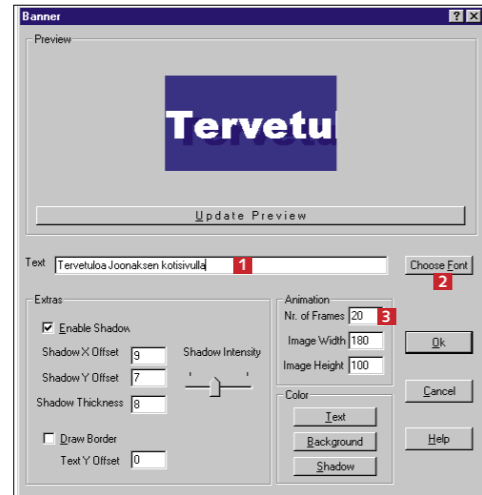 Banner
Preview
Tervetu
Update Preview
Text Tervetuloa Joonaksen kotisivulla 1
Choose Font
2
Extras
Enable Shadow
Shadow X Offset 9
Shadow Intensity
Shadow Y Offset 7
Shadow Thickness 8
Draw Border
Text Y Offset 0
Animation
Nr. of Frames 20 3
Image Width 180
Image Height 100
Color
Text
Background
Shadow
Ok
Cancel
Help